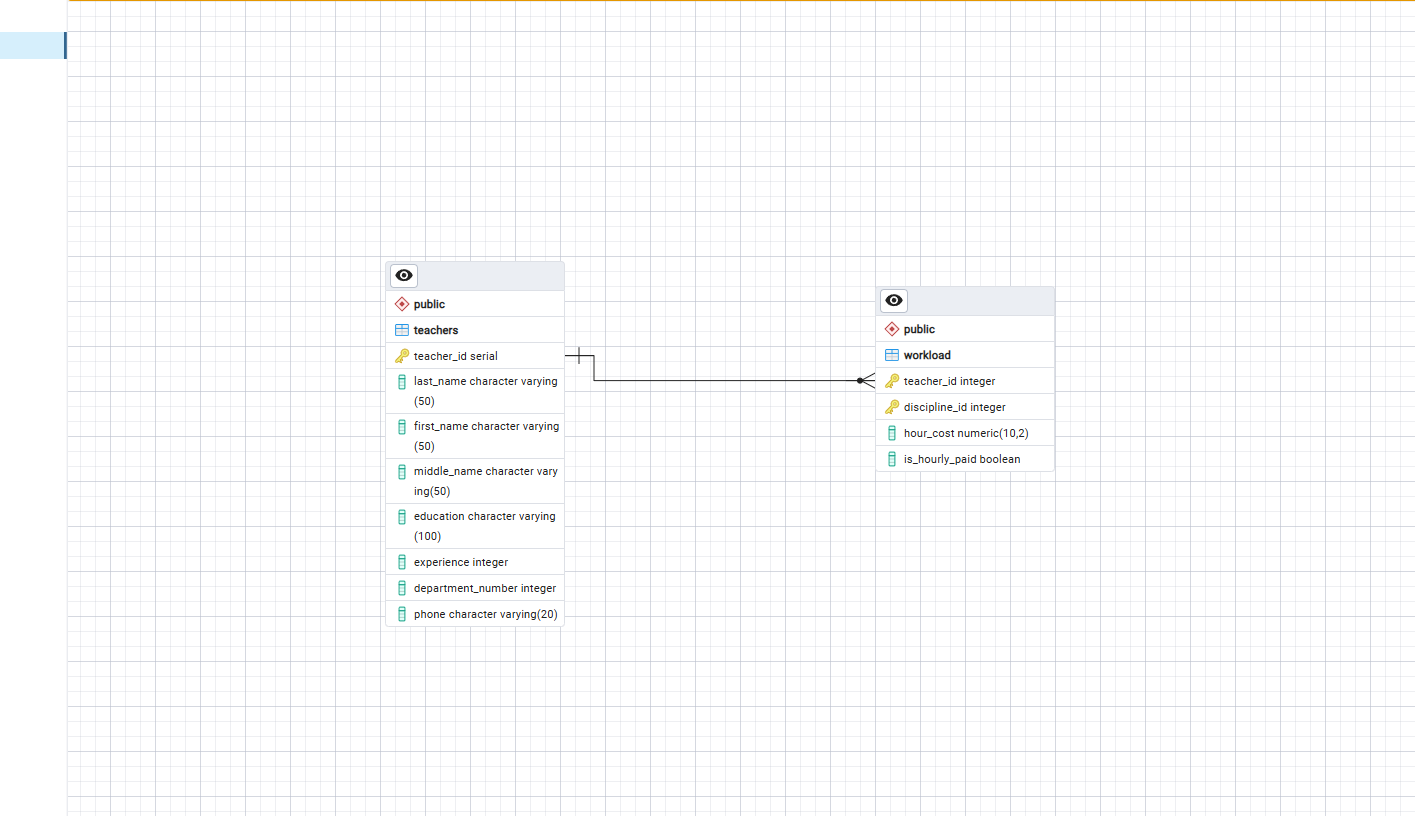 public
teachers
teacher_id serial
last_name character varying
(50)
first_name character varying
(50)
middle_name character vary
ing(50)
education character varying
(100)
experience integer
department_number integer
phone character varying(20)
public
workload
teacher_id integer
discipline_id integer
hour_cost numeric(10,2)
is_hourly_paid boolean